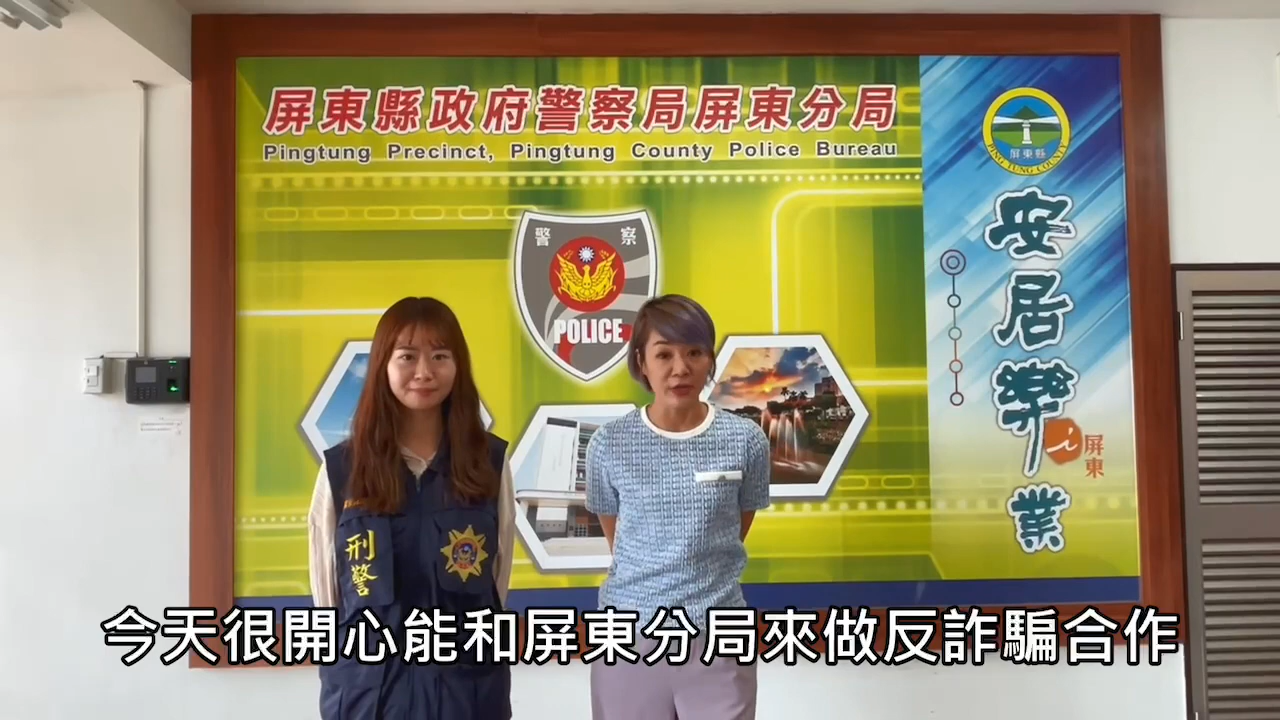 屏東縣政府警察局屏東分局
Pingtung Precinct, Pingtung County Police Bureau
屏東縣
PING TUNG COUNTY
安居樂業
i屏東
警察
POLICE
刑警
今天很開心能和屏東分局來做反詐騙合作